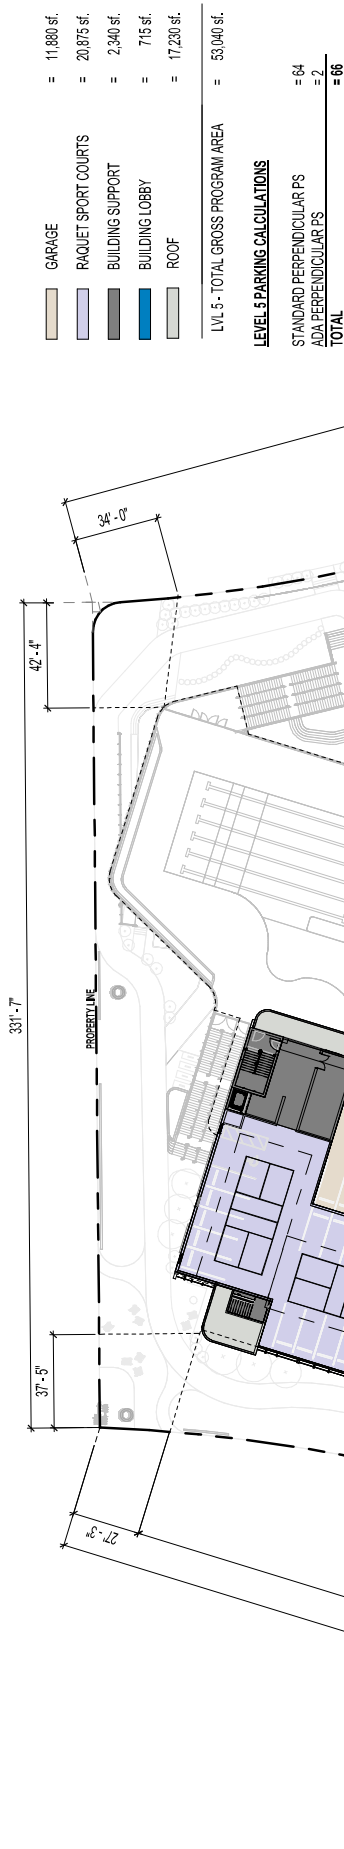 GARAGE = 11,880 sf.
RAQUET SPORT COURTS = 20,875 sf.
BUILDING SUPPORT = 2,340 sf.
BUILDING LOBBY = 715 sf.
ROOF = 17,230 sf.
LVL 5 - TOTAL GROSS PROGRAM AREA = 53,040 sf.
LEVEL 5 PARKING CALCULATIONS
STANDARD PERPENDICULAR PS = 64
ADA PERPENDICULAR PS = 2
TOTAL = 66
34' - 0"
42' - 4"
331' - 7"
PROPERTY LINE
37' - 5"
27' - 3"